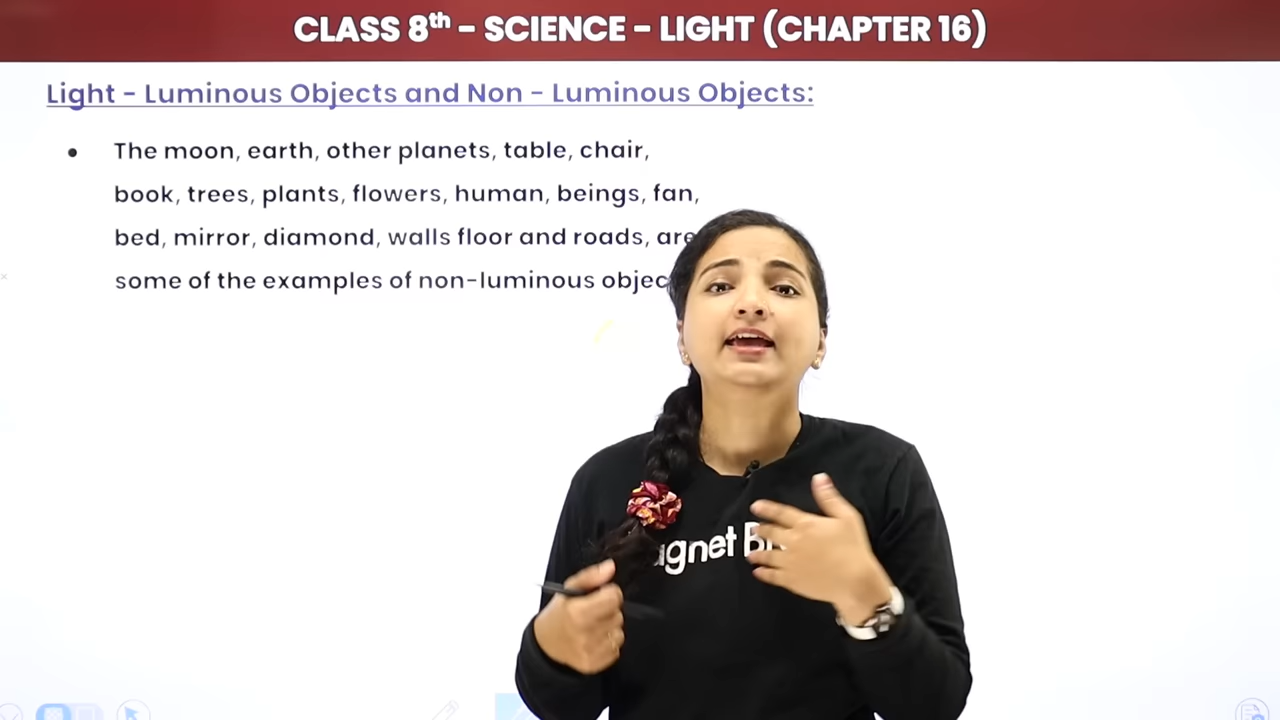 CLASS 8th - SCIENCE - LIGHT (CHAPTER 16)
Light - Luminous Objects and Non - Luminous Objects:
• The moon, earth, other planets, table, chair,
book, trees, plants, flowers, human, beings, fan,
bed, mirror, diamond, walls floor and roads, are
some of the examples of non-luminous objec
agnet B